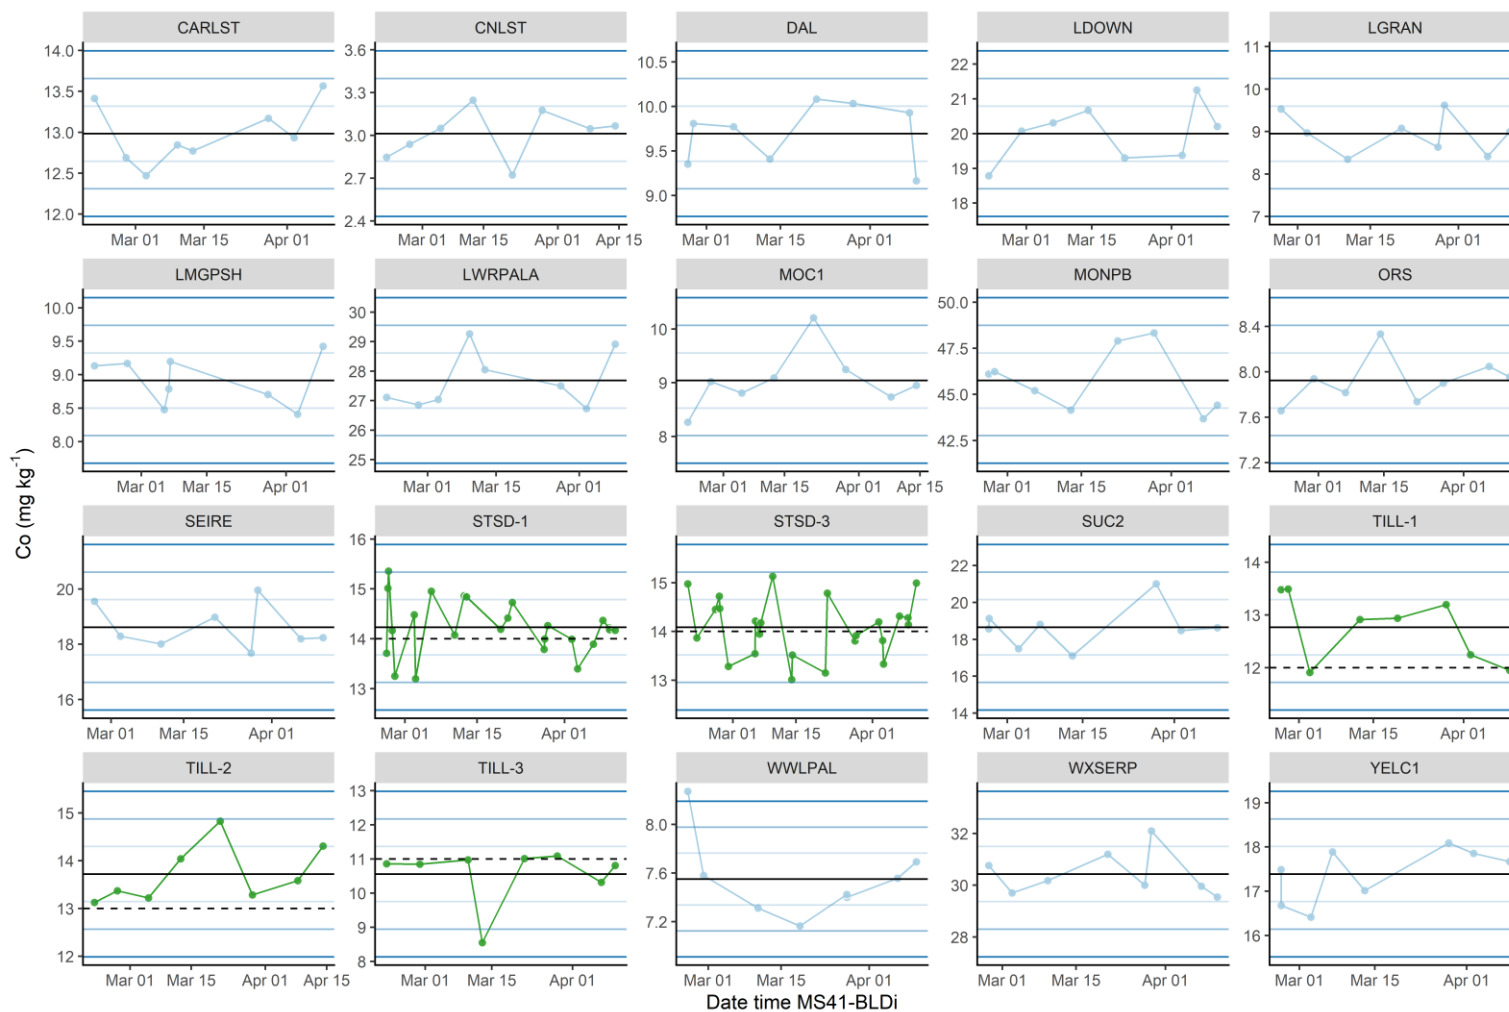 CARLST CNLST DAL LDOWN LGRAN
14.0 13.5 13.0 12.5 12.0
3.6 3.3 3.0 2.7 2.4
10.5 10.0 9.5 9.0
22 21 20 19 18
11 10 9 8 7
Mar 01 Mar 15 Apr 01
Mar 01 Mar 15 Apr 01 Apr 15
Mar 01 Mar 15 Apr 01
Mar 01 Mar 15 Apr 01
Mar 01 Mar 15 Apr 01
LMGPSH LWRPALA MOC1 MONPB ORS
10.0 9.5 9.0 8.5 8.0
30 29 28 27 26 25
10 9 8
50.0 47.5 45.0 42.5
8.4 8.0 7.6 7.2
Mar 01 Mar 15 Apr 01
Mar 01 Mar 15 Apr 01
Mar 01 Mar 15 Apr 01 Apr 15
Mar 01 Mar 15 Apr 01
Mar 01 Mar 15 Apr 01
Co (mg kg⁻¹)
SEIRE STSD-1 STSD-3 SUC2 TILL-1
20 18 16
16 15 14 13
15 14 13
22 20 18 16 14
14 13 12
Mar 01 Mar 15 Apr 01
Mar 01 Mar 15 Apr 01
Mar 01 Mar 15 Apr 01
Mar 01 Mar 15 Apr 01
Mar 01 Mar 15 Apr 01
TILL-2 TILL-3 WWLPAL WXSERP YELC1
15 14 13 12
13 12 11 10 9 8
8.0 7.6 7.2
32 30 28
19 18 17 16
Mar 01 Mar 15 Apr 01 Apr 15
Mar 01 Mar 15 Apr 01
Mar 01 Mar 15 Apr 01
Mar 01 Mar 15 Apr 01
Mar 01 Mar 15 Apr 01
Date time MS41-BLDi